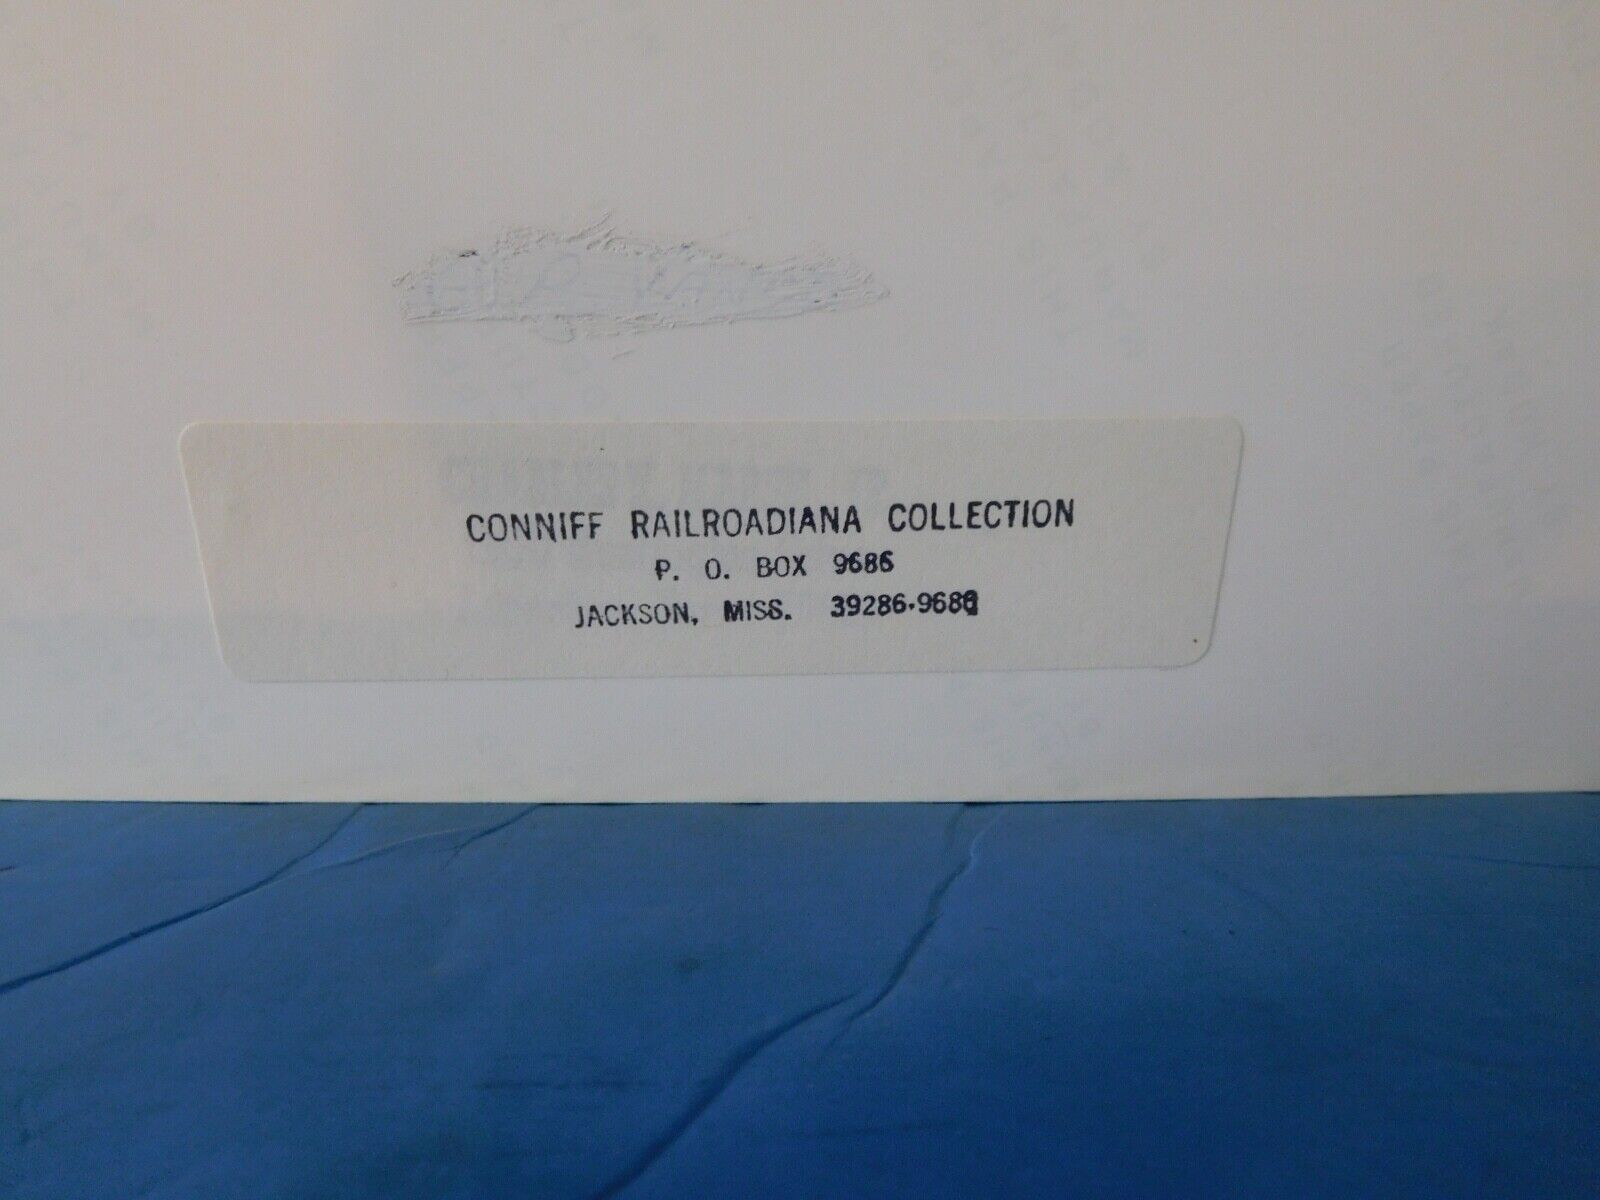 CONNIFF RAILROADIANA COLLECTION
P. O. BOX 9686
JACKSON, MISS. 39286-9686